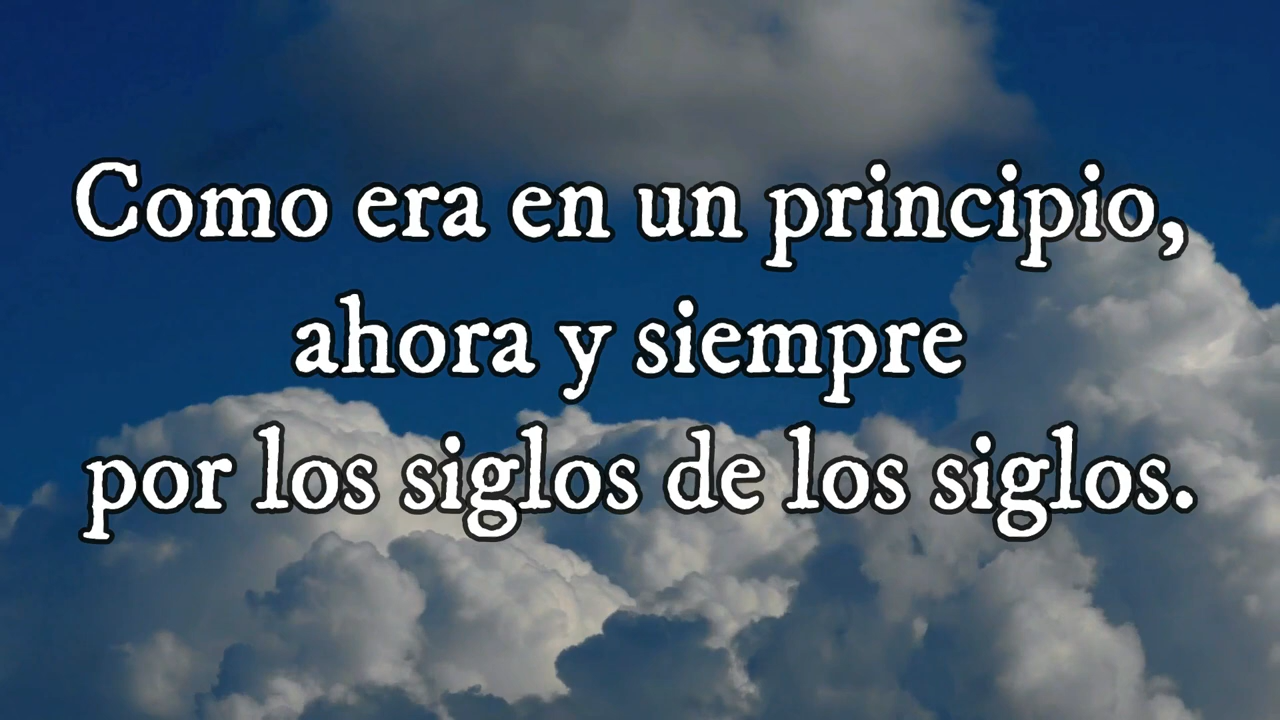 Como era en un principio,
ahora y siempre
por los siglos de los siglos.